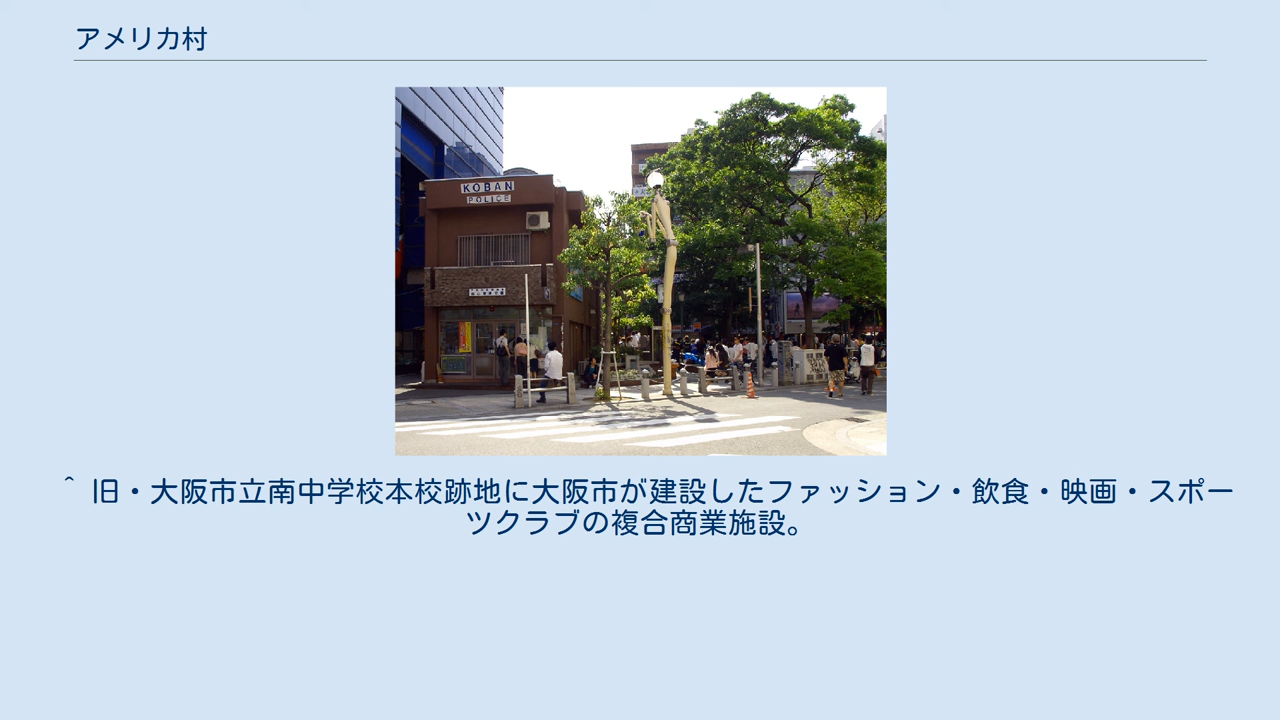 アメリカ村
KOBAN
POLICE
^ 旧・大阪市立南中学校本校跡地に大阪市が建設したファッション・飲食・映画・スポー
ツクラブの複合商業施設。